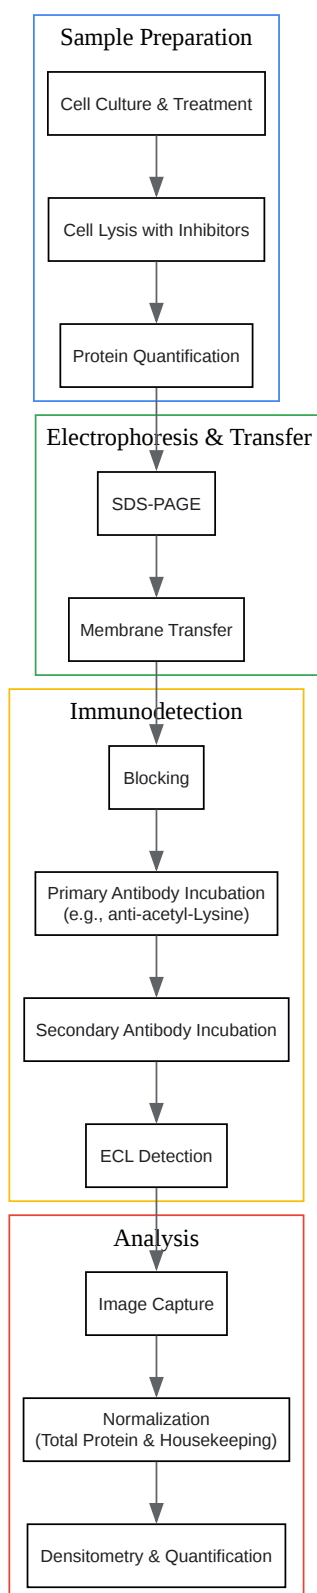 Sample Preparation
Cell Culture & Treatment
Cell Lysis with Inhibitors
Protein Quantification
Electrophoresis & Transfer
SDS-PAGE
Membrane Transfer
Immunodetection
Blocking
Primary Antibody Incubation
(e.g., anti-acetyl-Lysine)
Secondary Antibody Incubation
ECL Detection
Analysis
Image Capture
Normalization
(Total Protein & Housekeeping)
Densitometry & Quantification